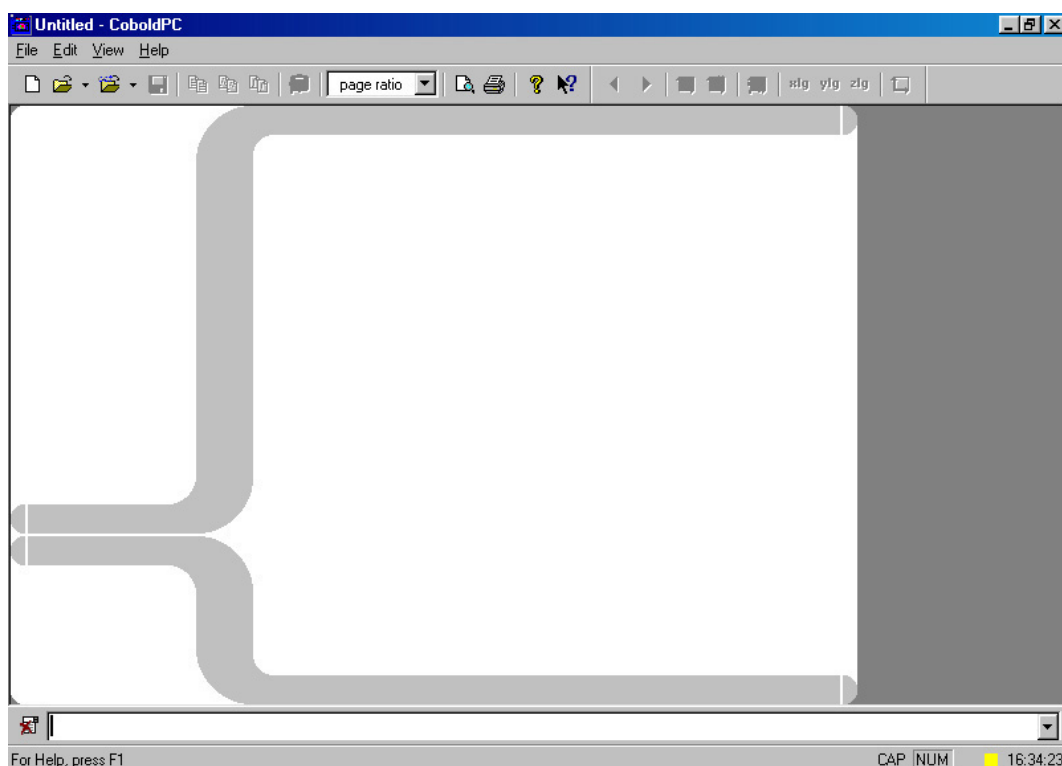 Untitled - CoboldPC
File Edit View Help
page ratio xlg ylg zlg
For Help, press F1 CAP NUM 16:34:23